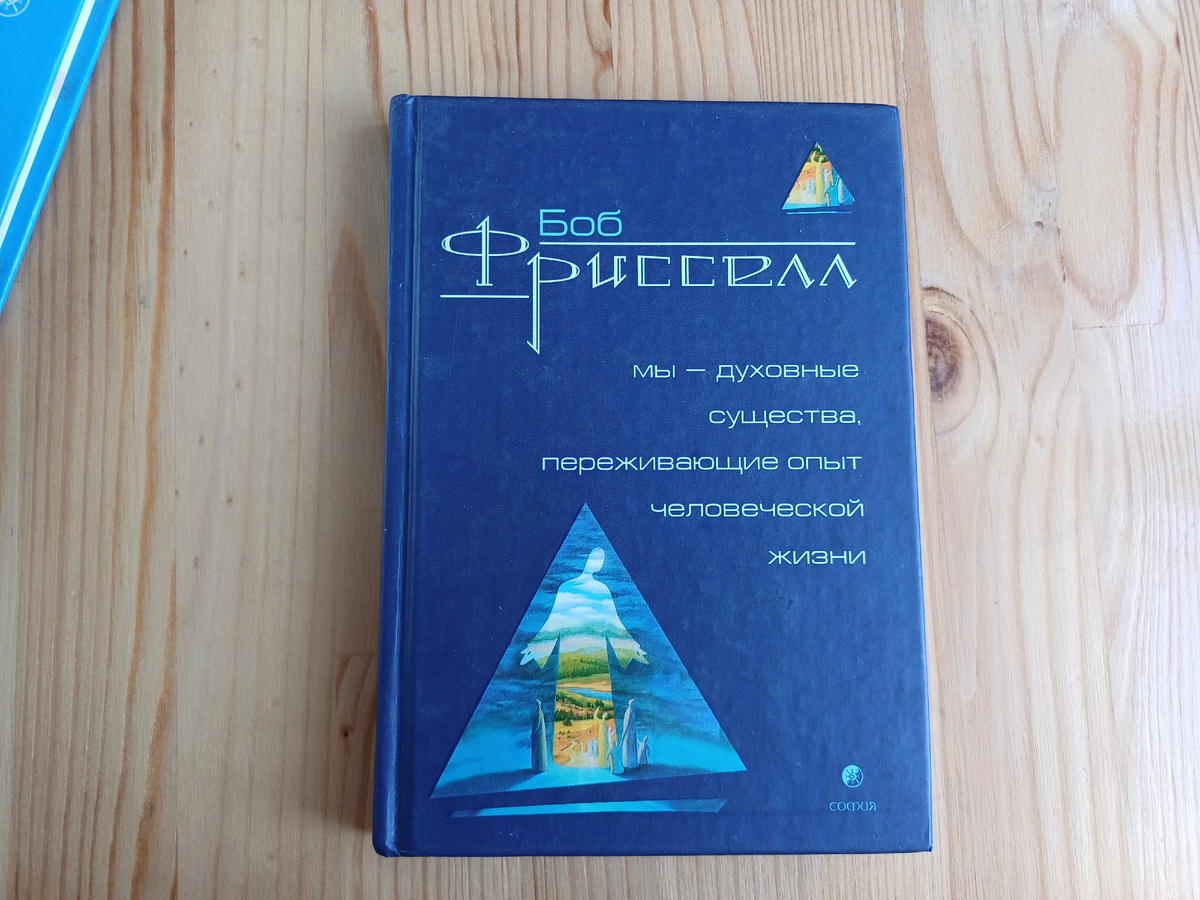 Боб
Фрисселл
мы – духовные
существа,
переживающие опыт
человеческой
жизни
СОФИЯ